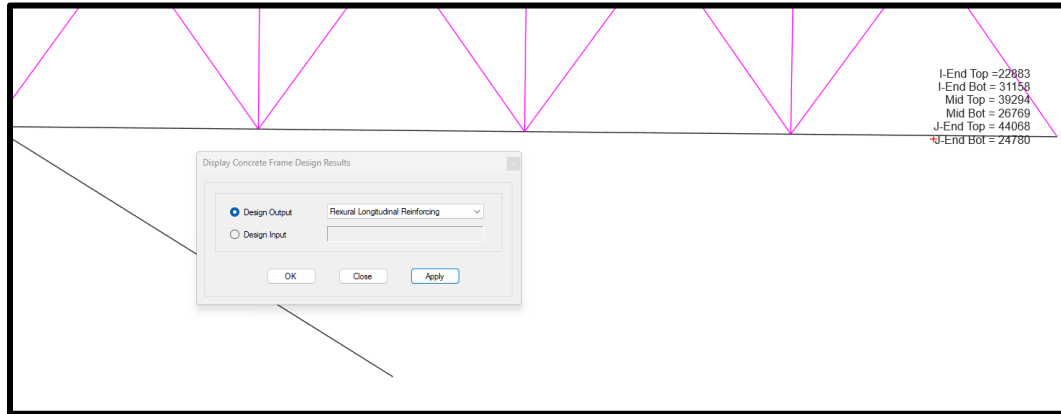 I-End Top =22883
I-End Bot = 31158
Mid Top = 39294
Mid Bot = 26769
J-End Top = 44068
J-End Bot = 24780
Display Concrete Frame Design Results
Design Output
Flexural Longitudinal Reinforcing
Design Input
OK
Close
Apply